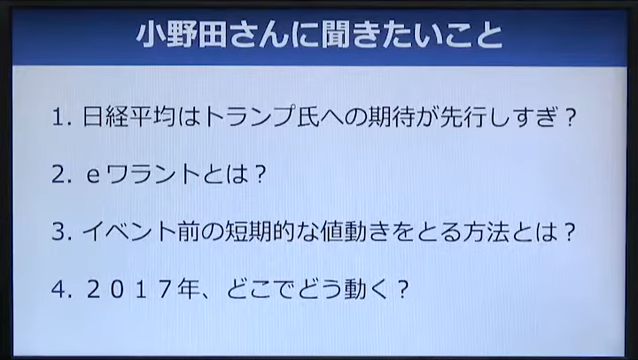 小野田さんに聞きたいこと
1. 日経平均はトランプ氏への期待が先行しすぎ？
2. eワラントとは？
3. イベント前の短期的な値動きをとる方法とは？
4. ２０１７年、どこでどう動く？